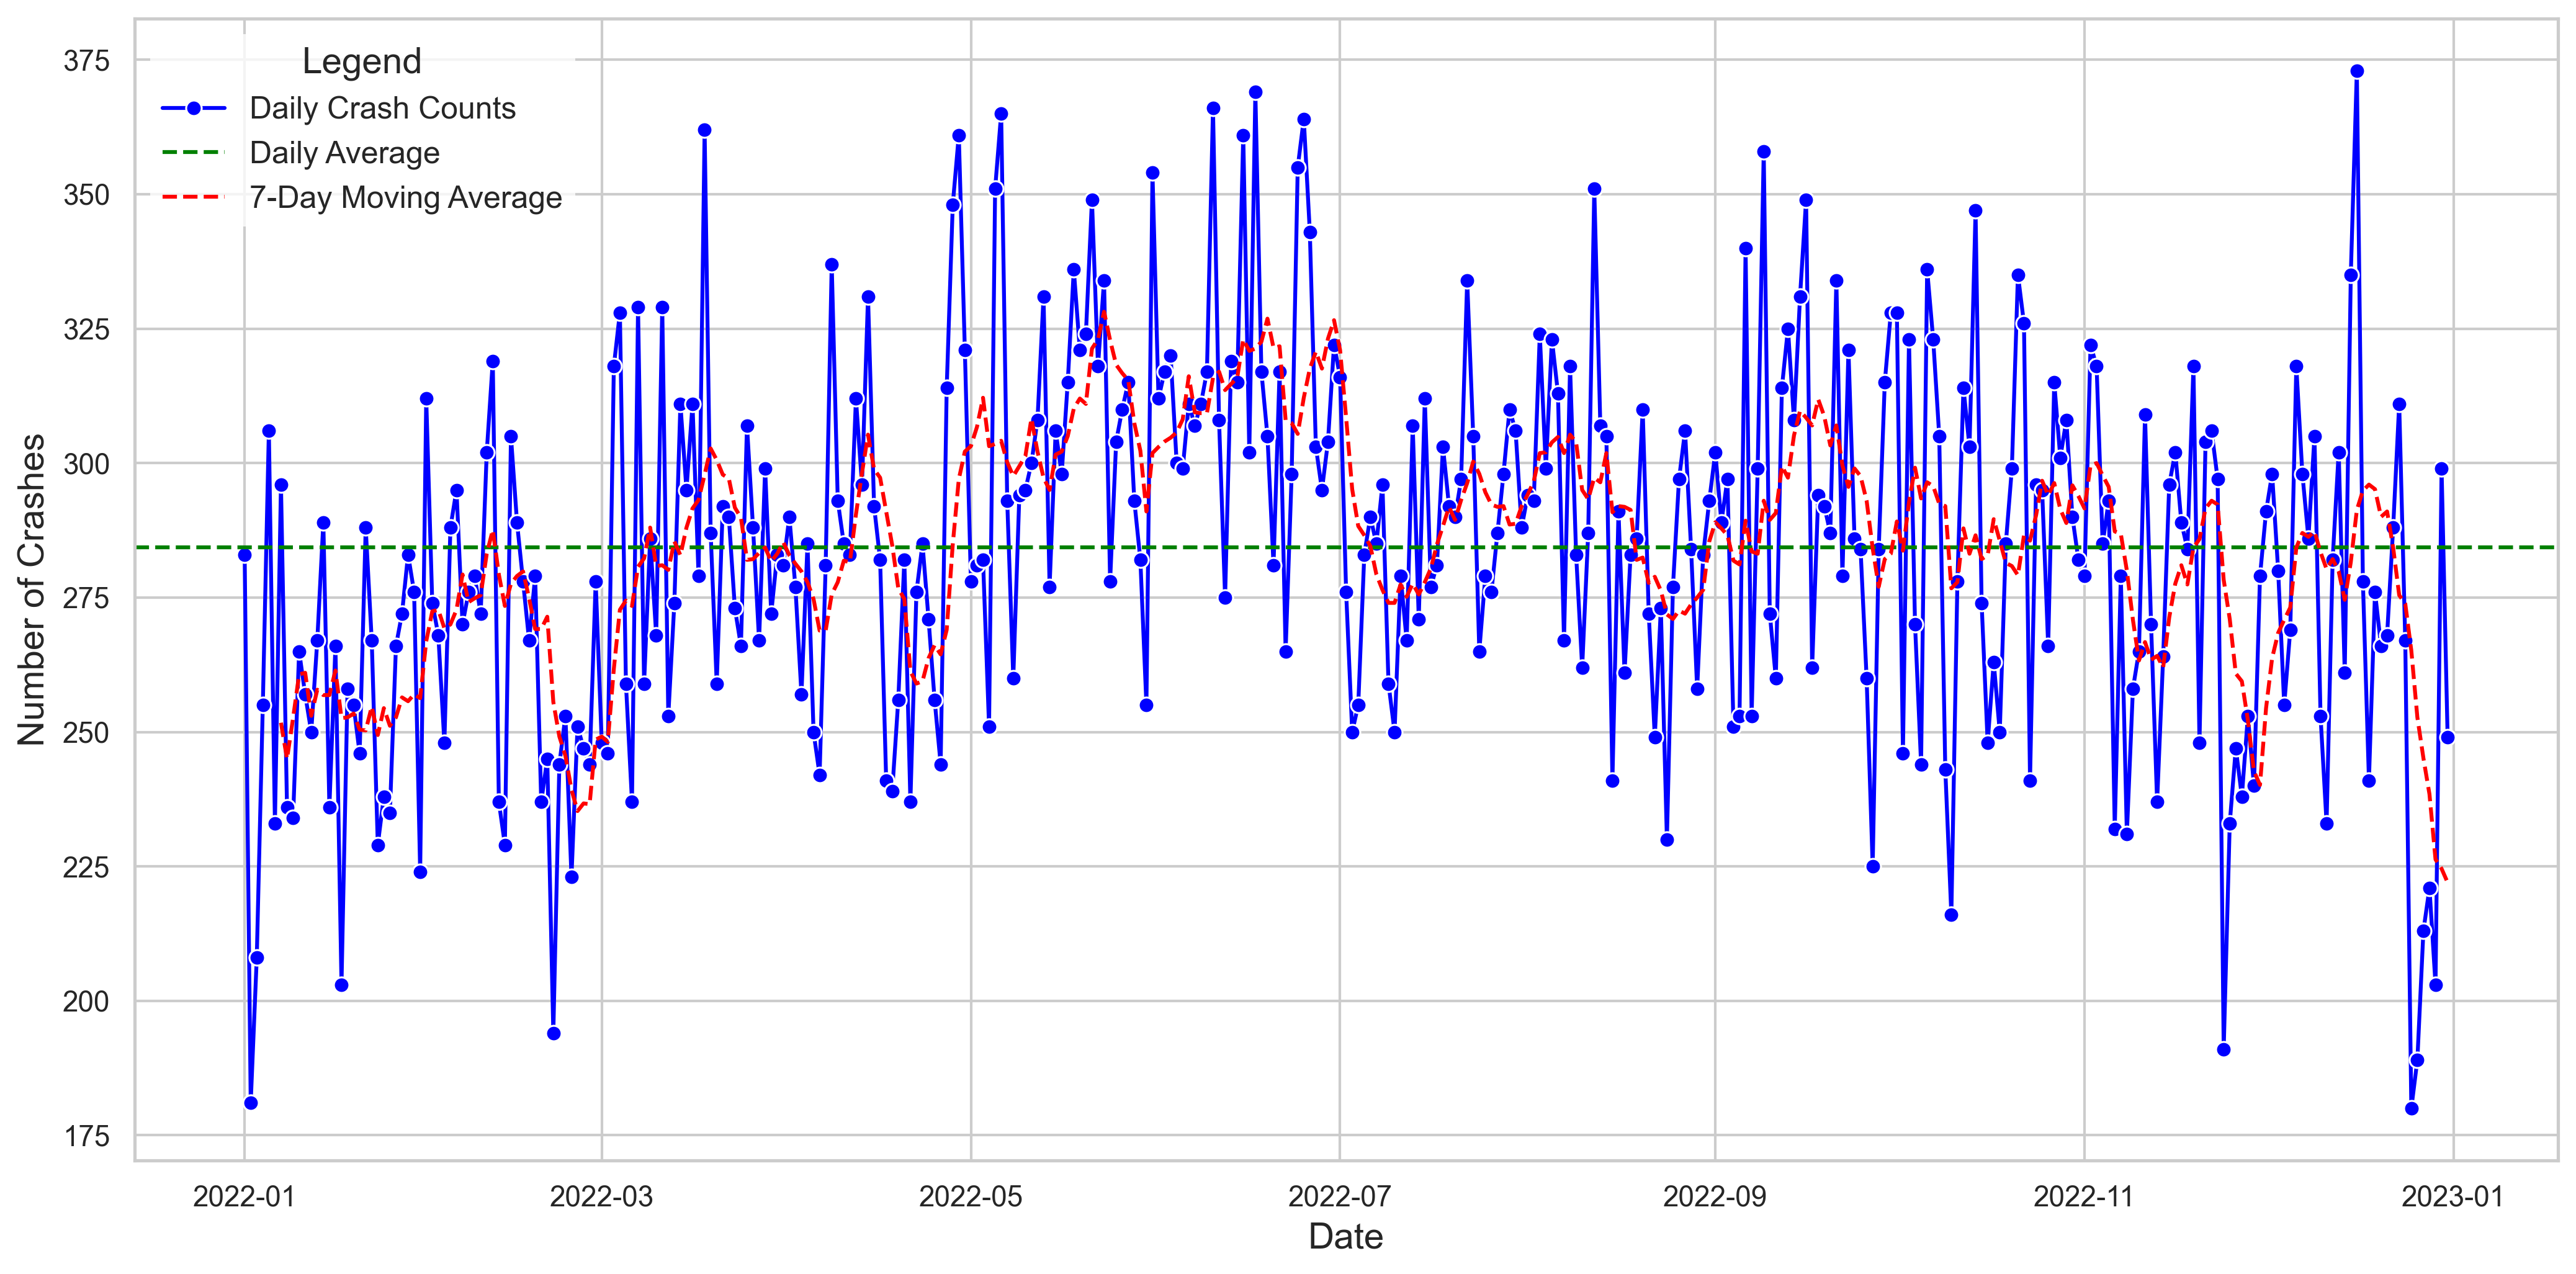 375
350
325
300
275
250
225
200
175
Number of Crashes
Legend
Daily Crash Counts
Daily Average
7-Day Moving Average
2022-01 2022-03 2022-05 2022-07 2022-09 2022-11 2023-01
Date